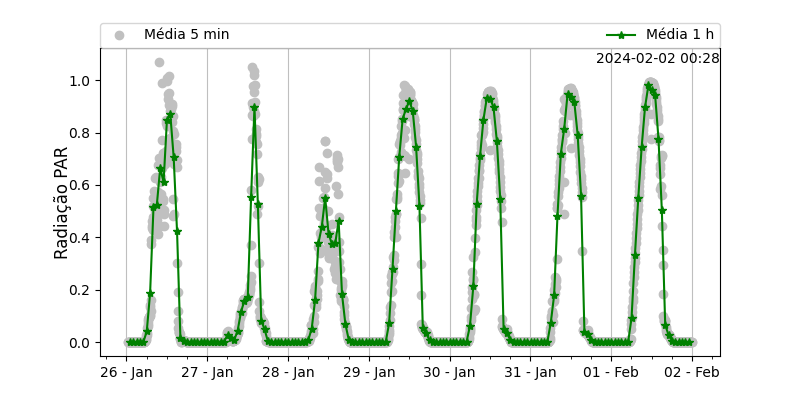 Média 5 min
Média 1 h
2024-02-02 00:28
Radiação PAR
1.0
0.8
0.6
0.4
0.2
0.0
26 - Jan 27 - Jan 28 - Jan 29 - Jan 30 - Jan 31 - Jan 01 - Feb 02 - Feb